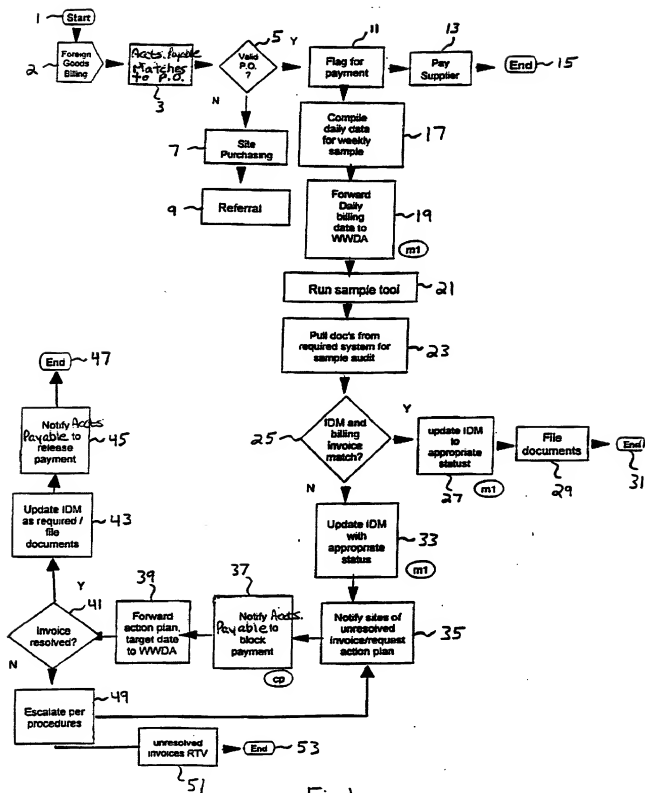 1
Start
2
Foreign
Goods
Billing
Accts. Payable
Matches
to P.O.
3
5
Valid
P.O.
?
Y
N
11
Flag for
payment
13
Pay
Supplier
End
15
7
Site
Purchasing
9
Referral
Compile
daily data
for weekly
sample
17
Forward
Daily
billing
data to
WWDA
19
m1
Run sample tool
21
Pull doc's from
required system for
sample audit
23
25
IDM and
billing
invoice
match?
Y
N
update IDM
to
appropriate
statust
27
m1
File
documents
29
End
31
Update IDM
with
appropriate
status
33
m1
Notify sites of
unresolved
invoice/request
action plan
35
37
Notify Accts.
Payable to
block
payment
cp
39
Forward
action plan,
target date
to WWDA
41
Invoice
resolved?
Y
N
Update IDM
as required /
file
documents
43
Notify Accts.
Payable to
release
payment
45
End
47
Escalate per
procedures
49
unresolved
invoices RTV
51
End
53